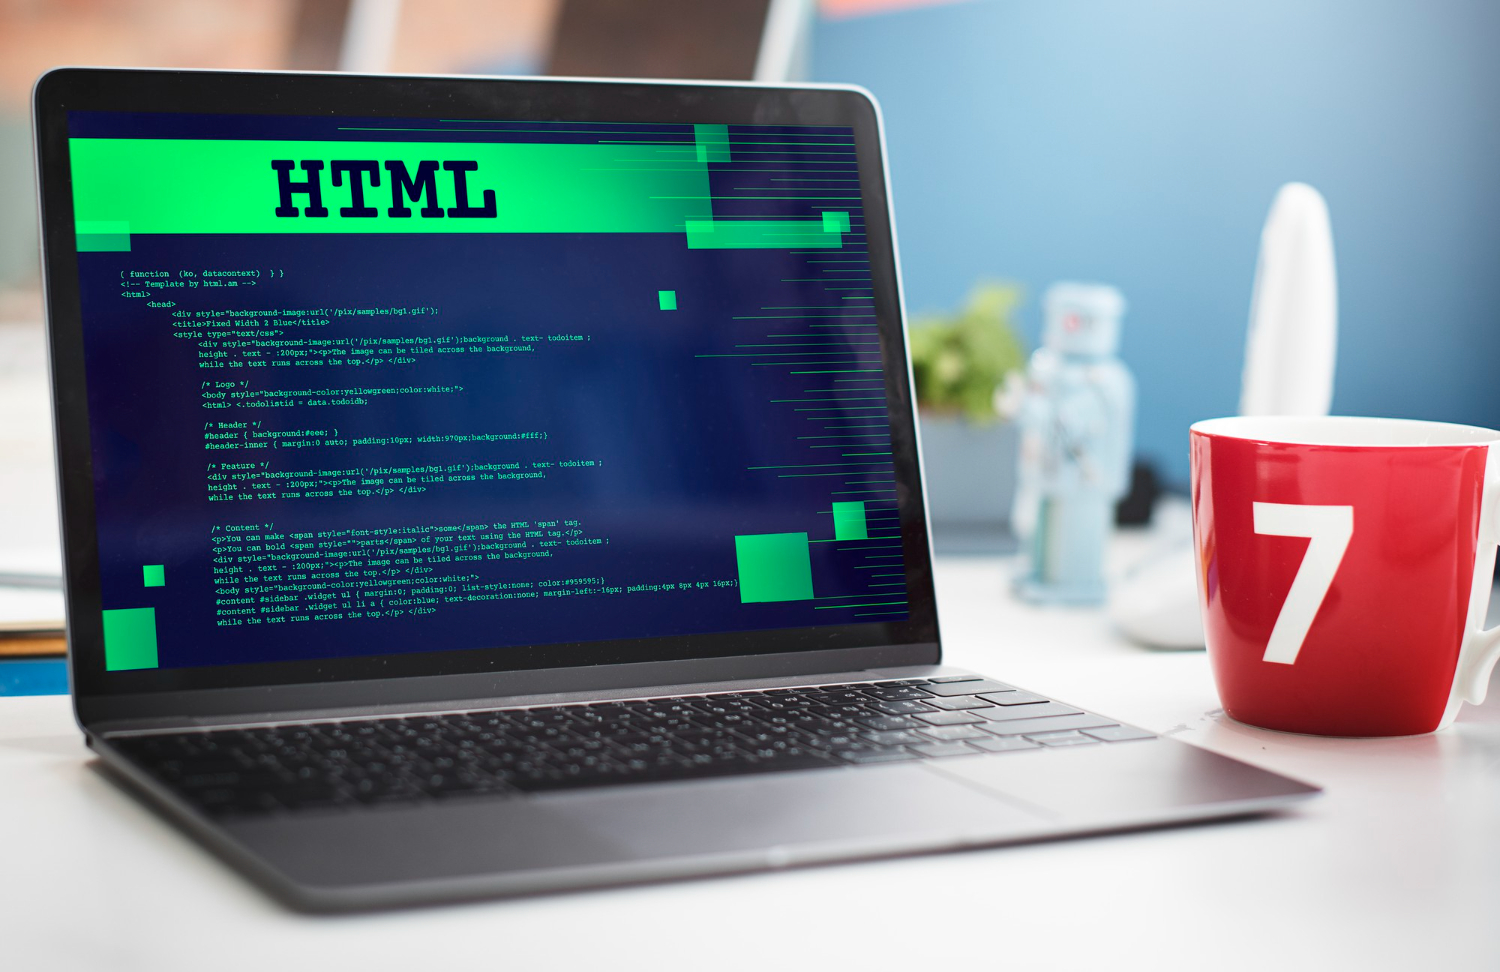 HTML
( function (ko, datacontext) } }
<!-- Template by html.am -->
<html>
<head>
<div style="background-image:url('/pix/samples/bg1.gif');
<title>Fixed Width 2 Blue</title>
<style type="text/css">
<div style="background-image:url('/pix/samples/bg1.gif');background . text- todoitem ;
height . text - :200px;"><p>The image can be tiled across the background,
while the text runs across the top.</p> </div>
/* Logo */
<body style="background-color:yellowgreen;color:white;">
<html> <.todolistid = data.todoidb;
/* Header */
#header { background:#eee; }
#header-inner { margin:0 auto; padding:10px; width:970px;background:#fff;}
/* Feature */
<div style="background-image:url('/pix/samples/bg1.gif');background . text- todoitem ;
height . text - :200px;"><p>The image can be tiled across the background,
while the text runs across the top.</p> </div>
/* Content */
<p>You can make <span style="font-style:italic">some</span> the HTML 'span' tag.
<p>You can bold <span style="">parts</span> of your text using the HTML tag.</p>
<div style="background-image:url('/pix/samples/bg1.gif');background . text- todoitem ;
height . text - :200px;"><p>The image can be tiled across the background,
while the text runs across the top.</p> </div>
<body style="background-color:yellowgreen;color:white;">
#content #sidebar .widget ul { margin:0; padding:0; list-style:none; color:#959595;}
#content #sidebar .widget ul li a { color:blue; text-decoration:none; margin-left:-16px; padding:4px 8px 4px 16px;}
while the text runs across the top.</p> </div>
7